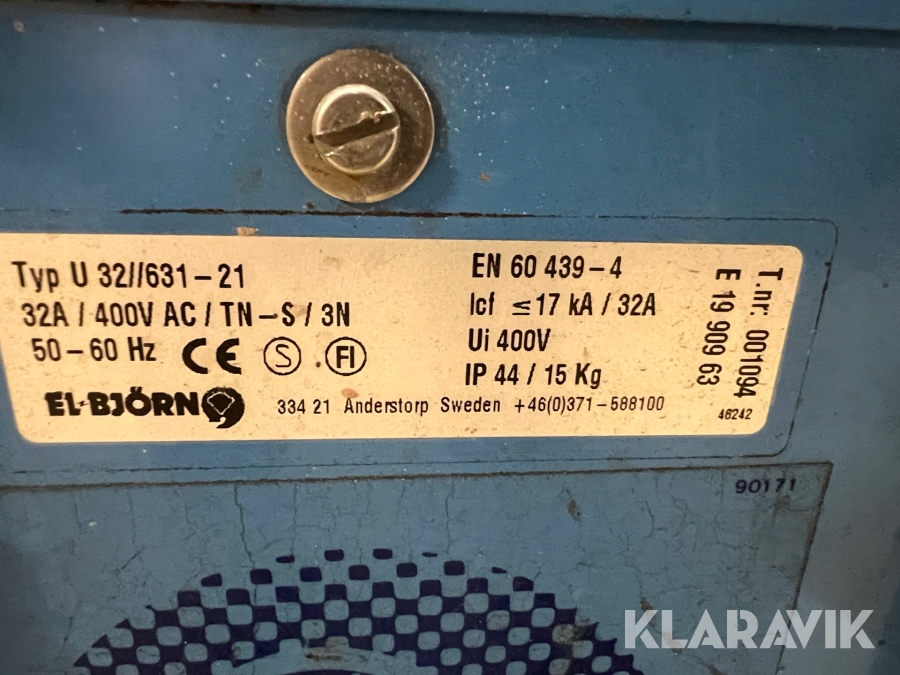 Typ U 32//631-21
32A / 400V AC / TN-S / 3N
50-60 Hz CE S FI
EL-BJÖRN
EN 60 439-4
Icf ≤17 kA / 32A
Ui 400V
IP 44 / 15 Kg
334 21 Anderstorp Sweden +46(0)371-588100
T.nr: 001094
E 19 909 63
46242
90171
KLARAVIK